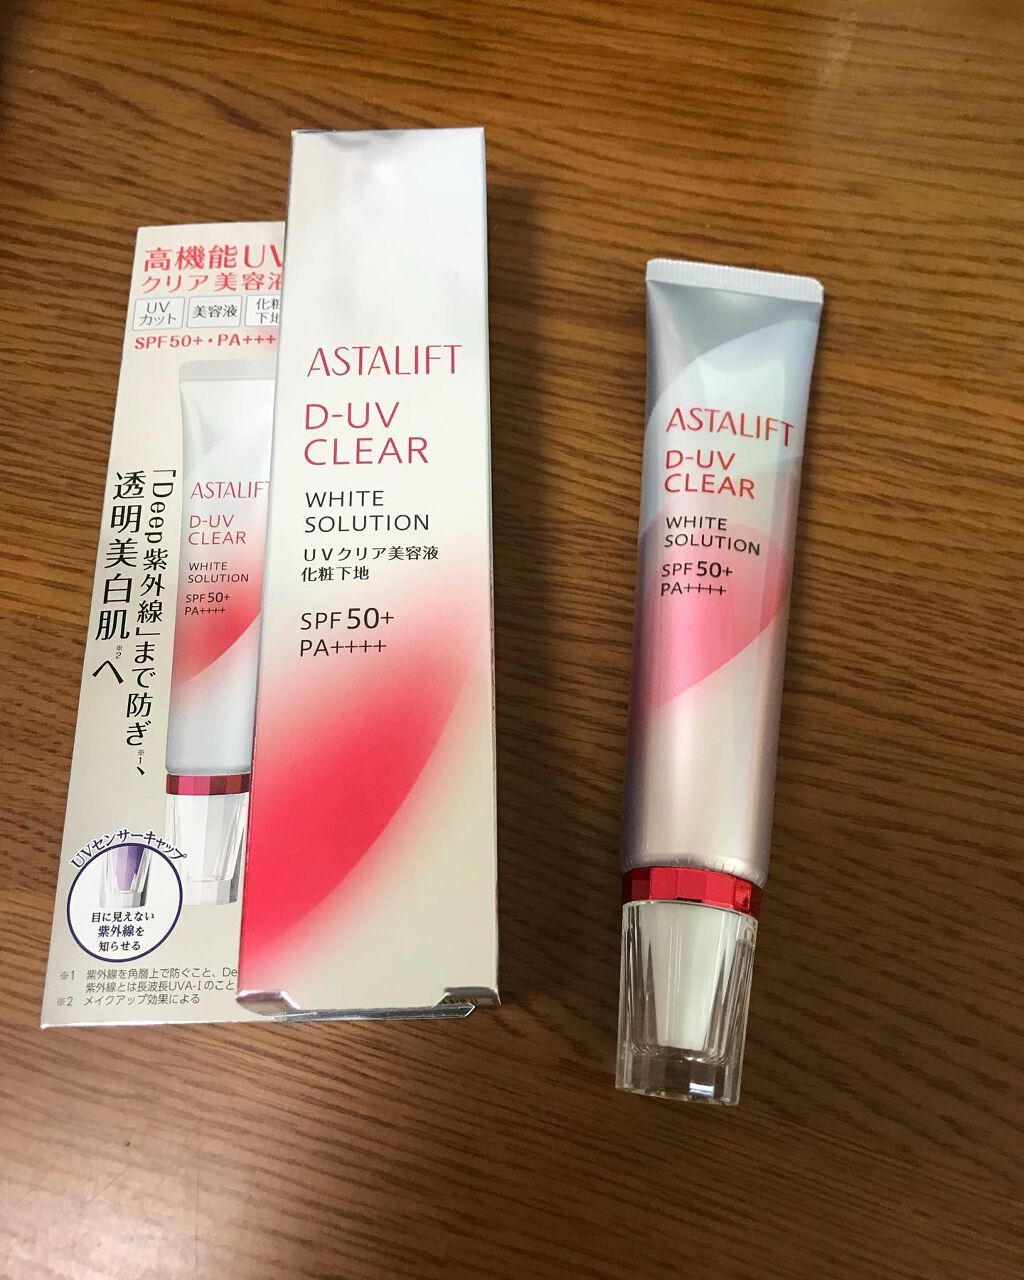 高機能UV
クリア美容液
UV
カット
美容液
化粧
下地
SPF50+・PA+++
「Deep紫外線」まで防ぎ※1、
透明美白肌※2へ
ASTALIFT
D-UV
CLEAR
WHITE
SOLUTION
SPF50+
PA++++
UVセンサーキャップ
目に見えない
紫外線を
知らせる
※1 紫外線を角層上で防ぐこと、De
紫外線とは長波長UVA-Iのこと
※2 メイクアップ効果による
ASTALIFT
D-UV
CLEAR
WHITE
SOLUTION
UVクリア美容液
化粧下地
SPF50+
PA++++
ASTALIFT
D-UV
CLEAR
WHITE
SOLUTION
SPF50+
PA++++